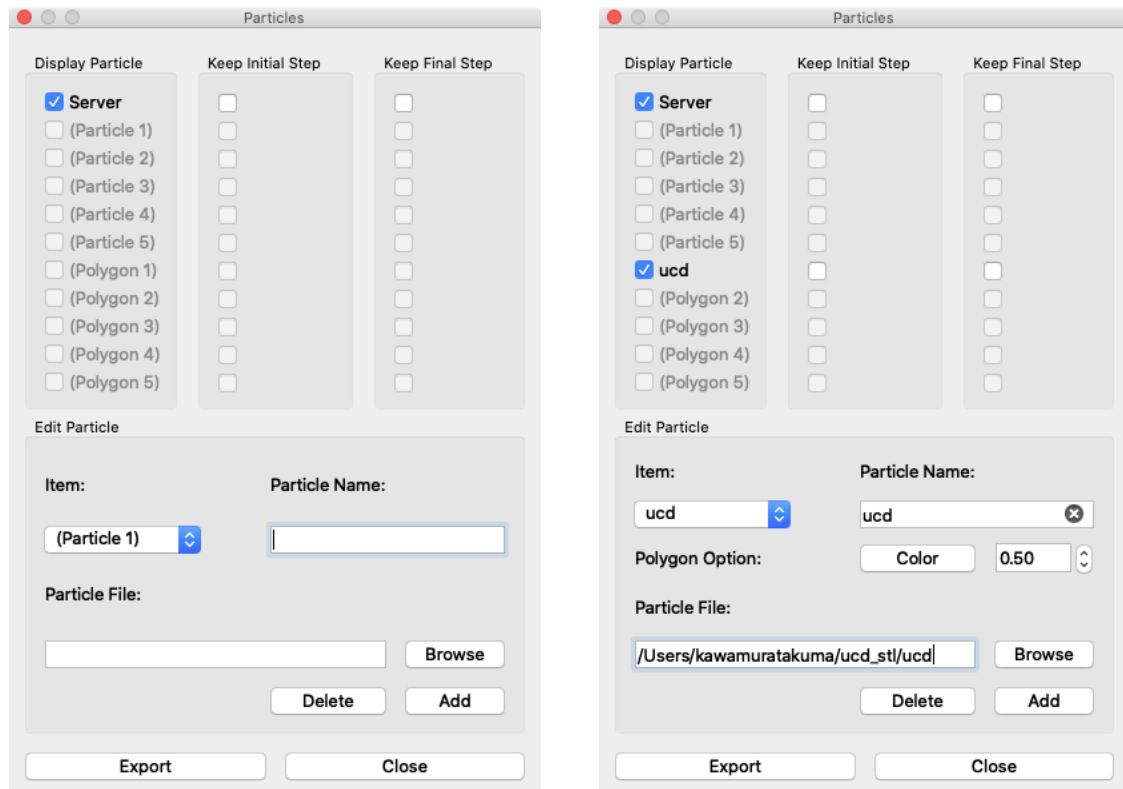 Particles
Display Particle Keep Initial Step Keep Final Step
Server
(Particle 1)
(Particle 2)
(Particle 3)
(Particle 4)
(Particle 5)
(Polygon 1)
(Polygon 2)
(Polygon 3)
(Polygon 4)
(Polygon 5)
Edit Particle
Item: Particle Name:
(Particle 1)
Particle File:
Browse
Delete Add
Export Close
Particles
Display Particle Keep Initial Step Keep Final Step
Server
(Particle 1)
(Particle 2)
(Particle 3)
(Particle 4)
(Particle 5)
ucd
(Polygon 2)
(Polygon 3)
(Polygon 4)
(Polygon 5)
Edit Particle
Item: Particle Name:
ucd ucd
Polygon Option: Color 0.50
Particle File:
/Users/kawamuratakuma/ucd_stl/ucd Browse
Delete Add
Export Close